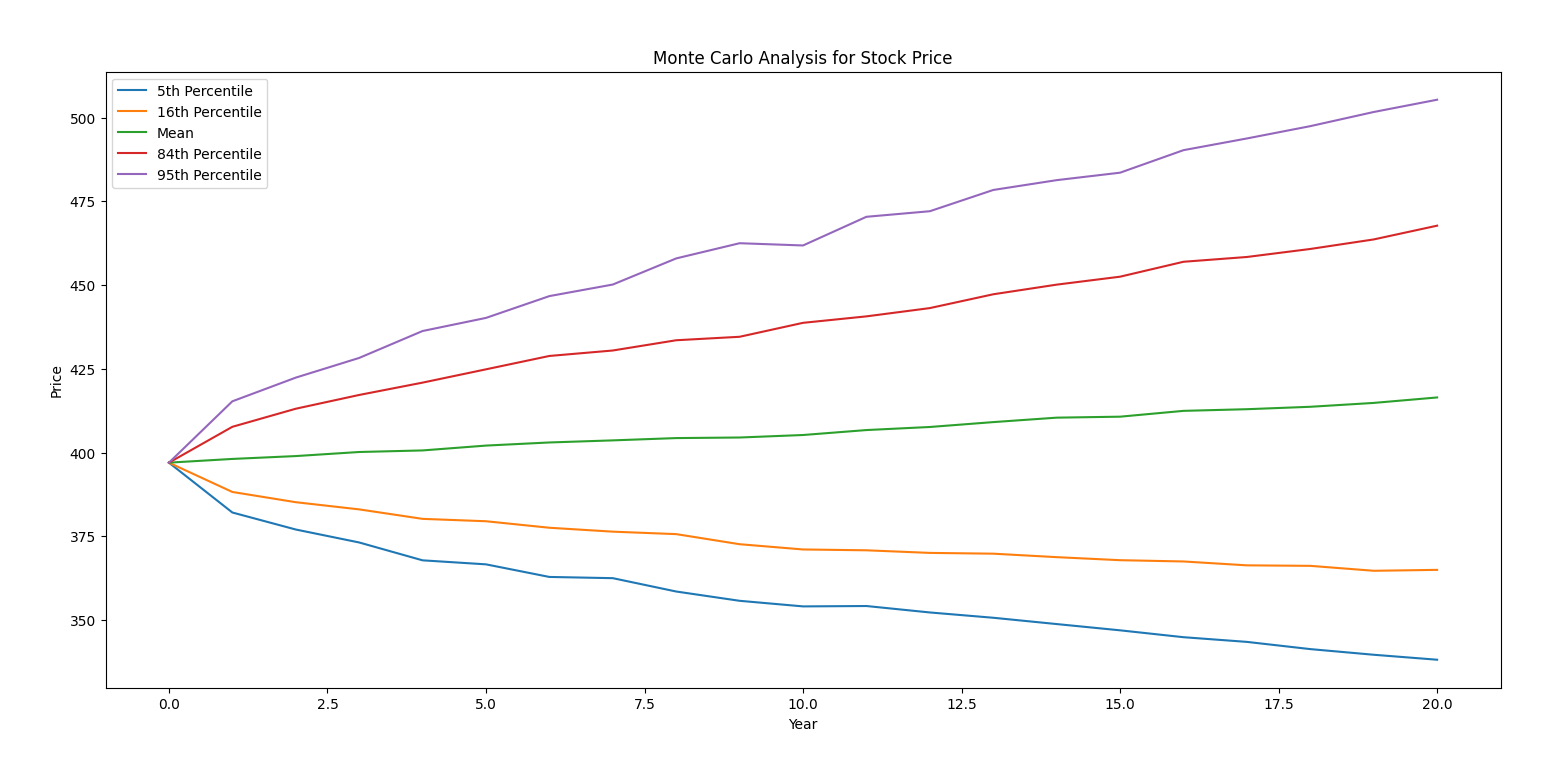 Monte Carlo Analysis for Stock Price
5th Percentile
16th Percentile
Mean
84th Percentile
95th Percentile
500
475
450
425
400
375
350
Price
0.0 2.5 5.0 7.5 10.0 12.5 15.0 17.5 20.0
Year